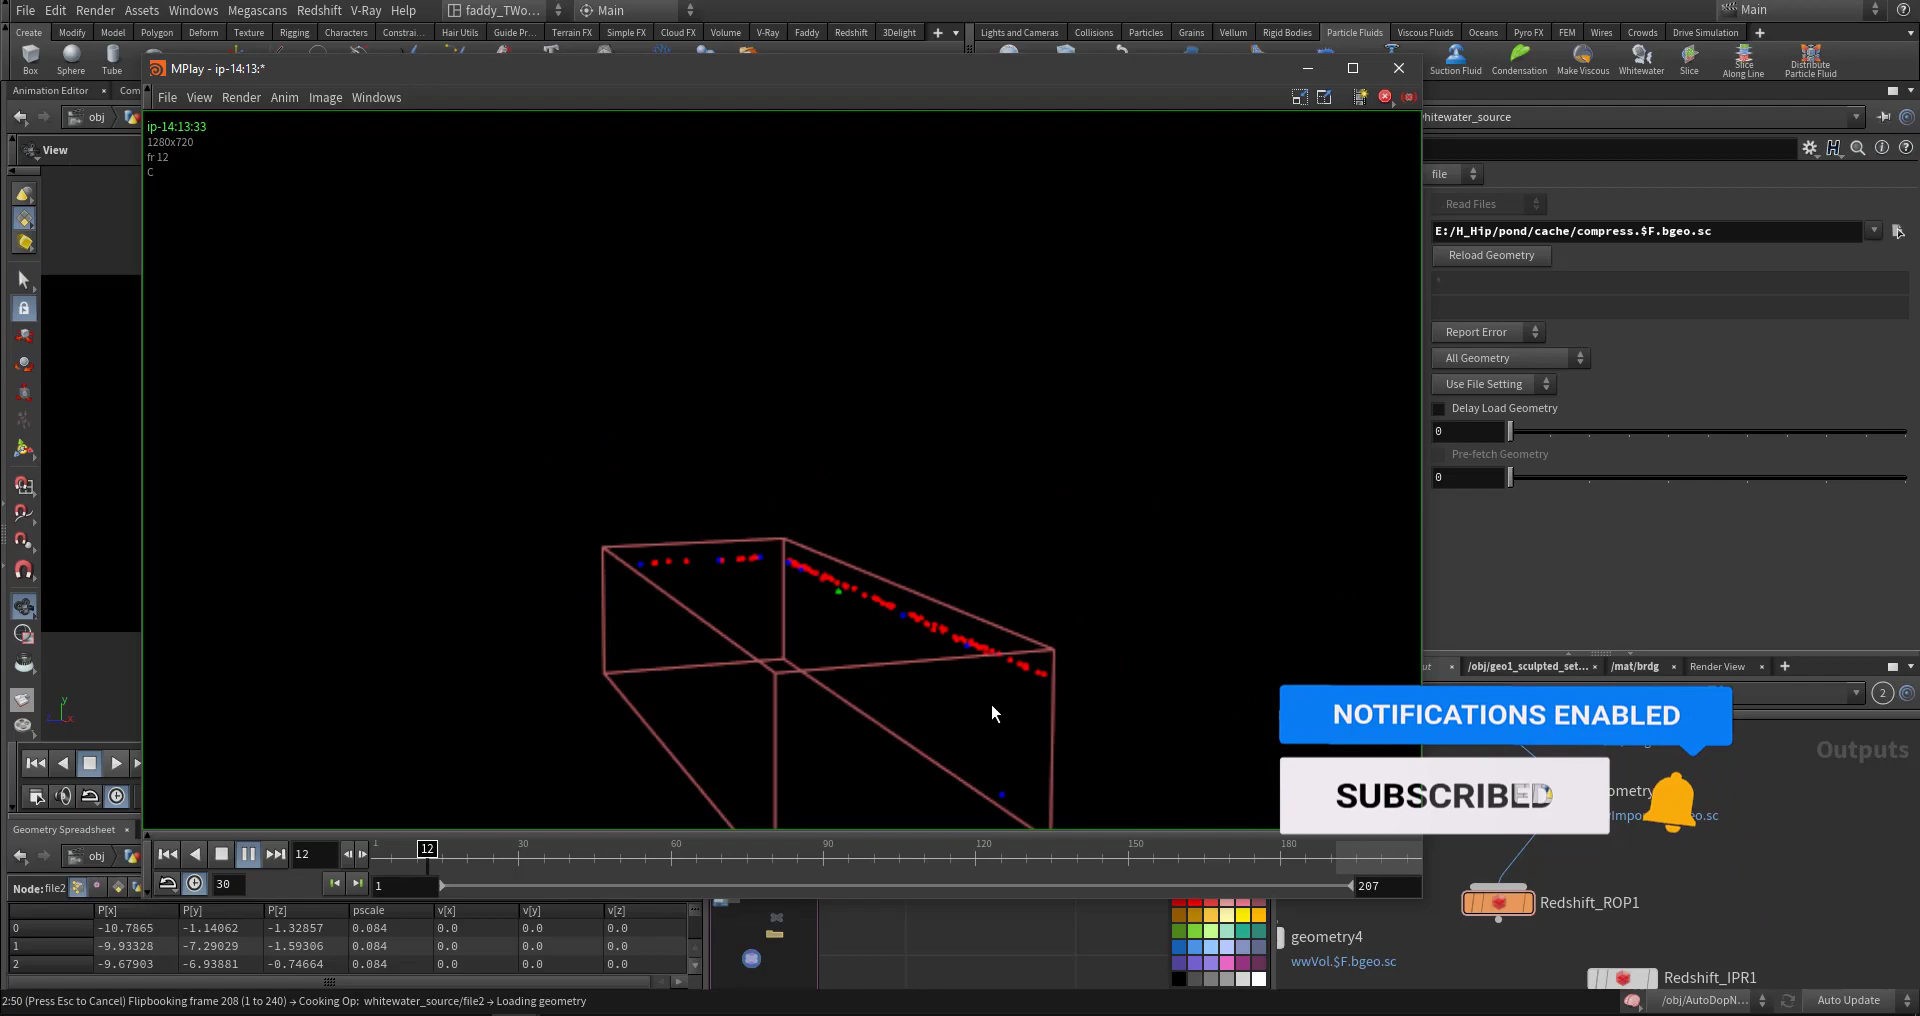 File Edit Render Assets Windows Megascans Redshift V-Ray Help faddy_TWo... Main Main
Create Modify Model Polygon Deform Texture Rigging Characters Constrai... Hair Utils Guide Pr... Terrain FX Simple FX Cloud FX Volume V-Ray Faddy Redshift 3Delight Lights and Cameras Collisions Particles Grains Vellum Rigid Bodies Particle Fluids Viscous Fluids Oceans Pyro FX FEM Wires Crowds Drive Simulation
Box Sphere Tube Suction Fluid Condensation Make Viscous Whitewater Slice Slice Along Line Distribute Particle Fluid
MPlay - ip-14:13:*
Animation Editor Com
File View Render Anim Image Windows
obj
hitewater_source
ip-14:13:33
1280x720
fr 12
C
View
file
Read Files
E:/H_Hip/pond/cache/compress.$F.bgeo.sc
Reload Geometry
*
Report Error
All Geometry
Use File Setting
Delay Load Geometry
0
Pre-fetch Geometry
0
/obj/geo1_sculpted_set... /mat/brdg Render View
2
NOTIFICATIONS ENABLED
Outputs
SUBSCRIBED
Geometry Spreadsheet
12 1 12 30 60 90 120 150 180
obj
30 1 207
Node: file2
P[x] P[y] P[z] pscale v[x] v[y] v[z]
0 -10.7865 -1.14062 -1.32857 0.084 0.0 0.0 0.0
1 -9.93328 -7.29029 -1.59306 0.084 0.0 0.0 0.0
2 -9.67903 -6.93881 -0.74664 0.084 0.0 0.0 0.0
Redshift_ROP1
geometry4
wwVol.$F.bgeo.sc
Redshift_IPR1
2:50 (Press Esc to Cancel) Flipbooking frame 208 (1 to 240) → Cooking Op: whitewater_source/file2 → Loading geometry
/obj/AutoDopN... Auto Update